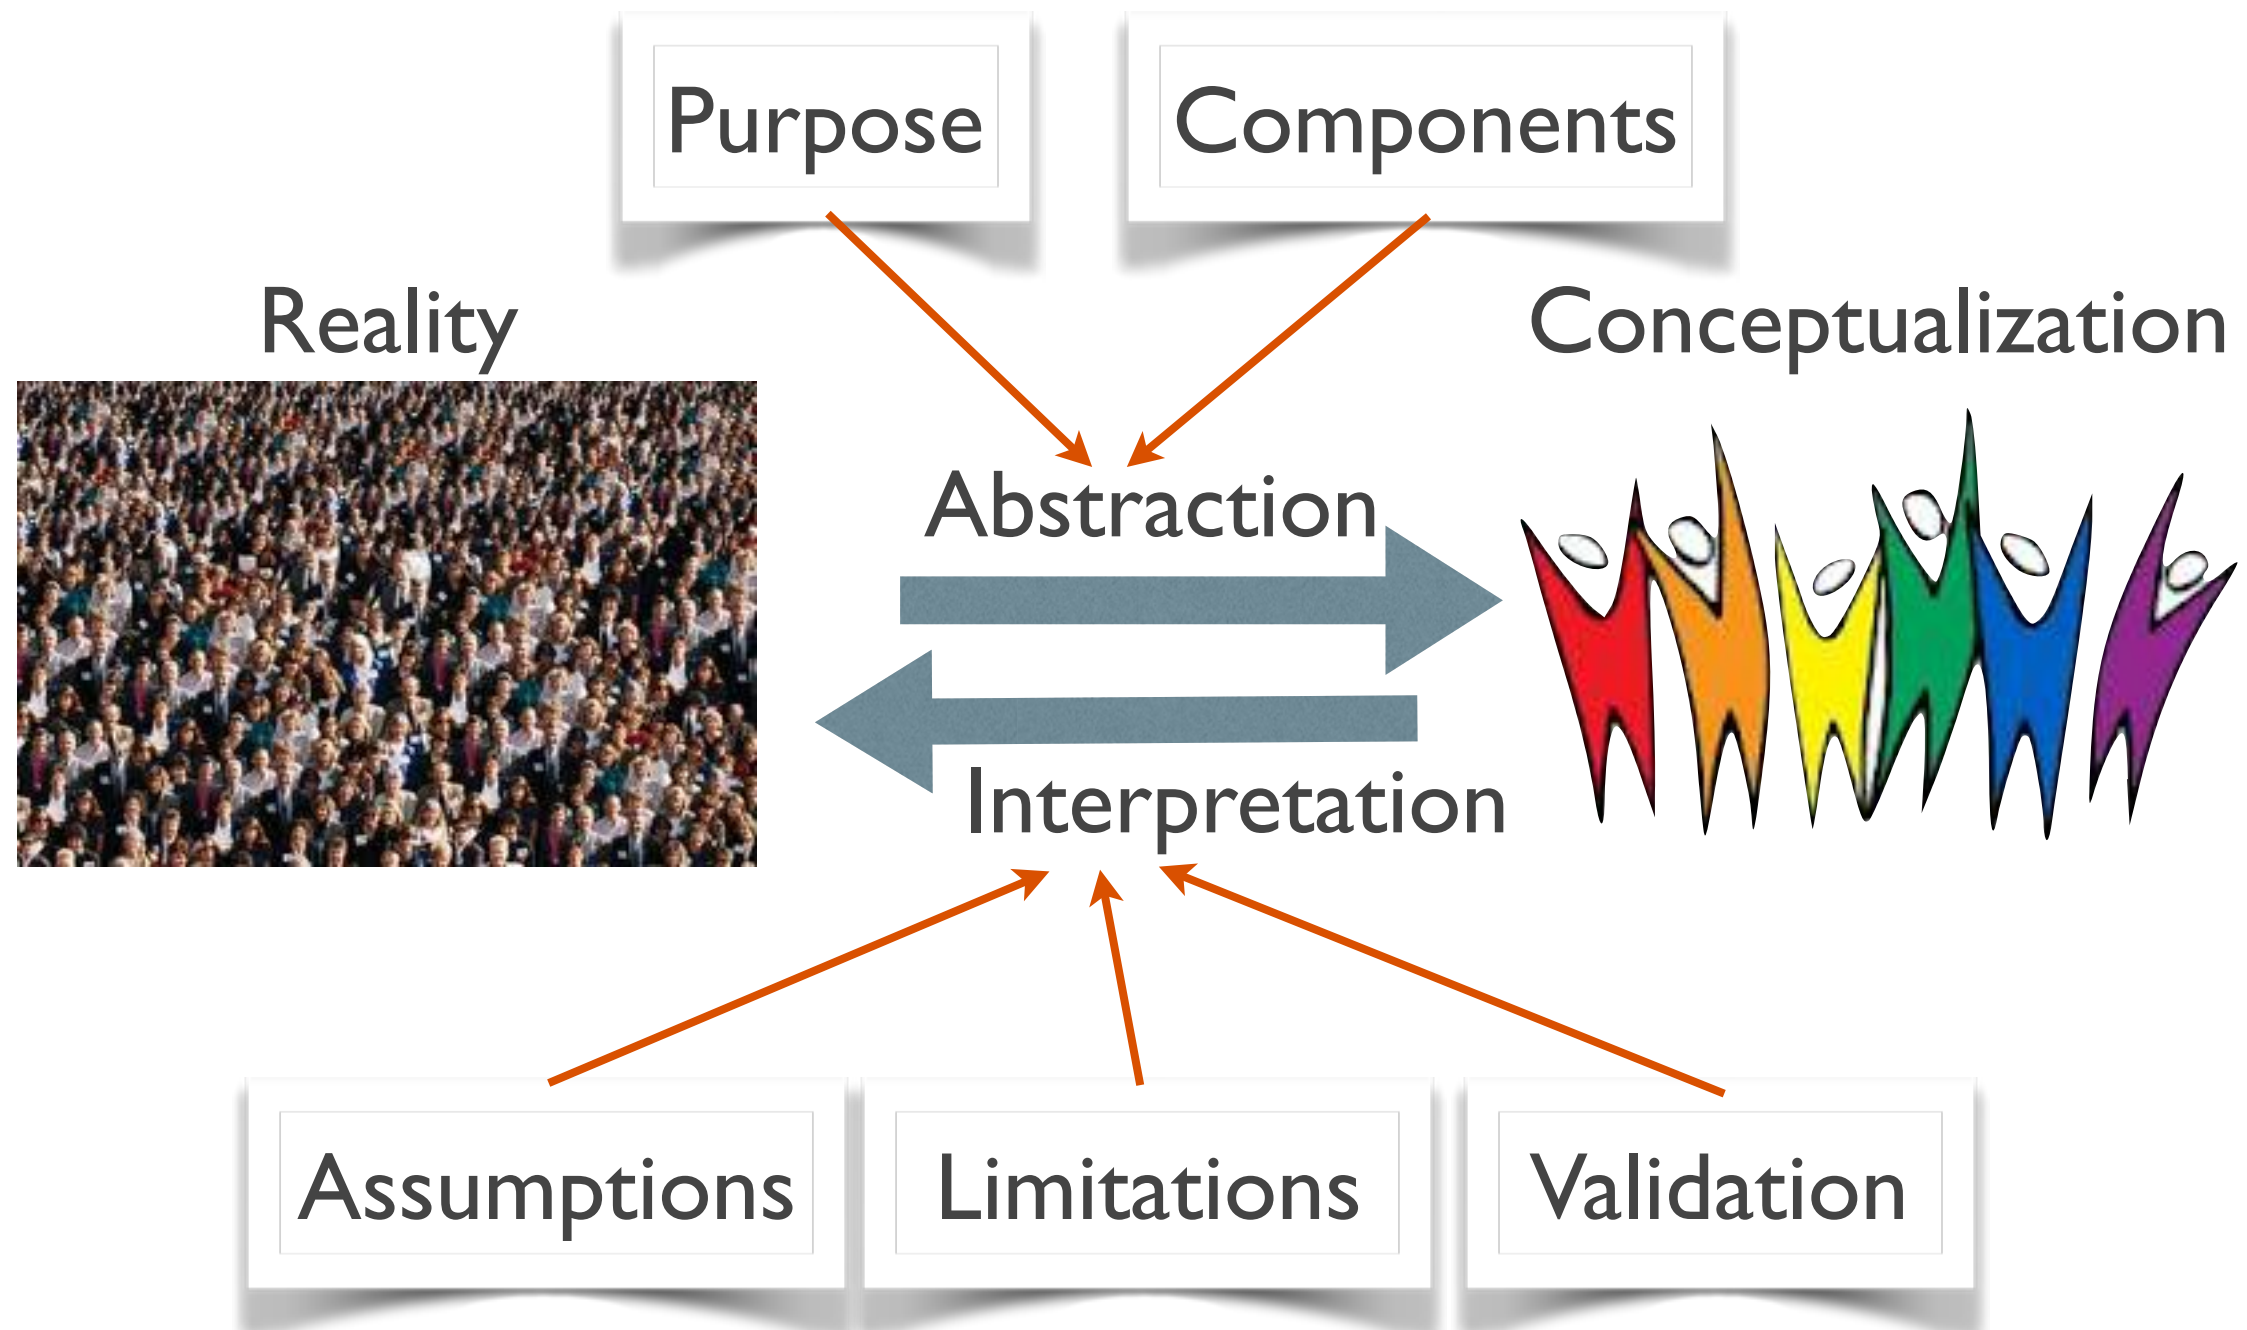 Purpose
Components
Reality
Conceptualization
Abstraction
Interpretation
Assumptions
Limitations
Validation